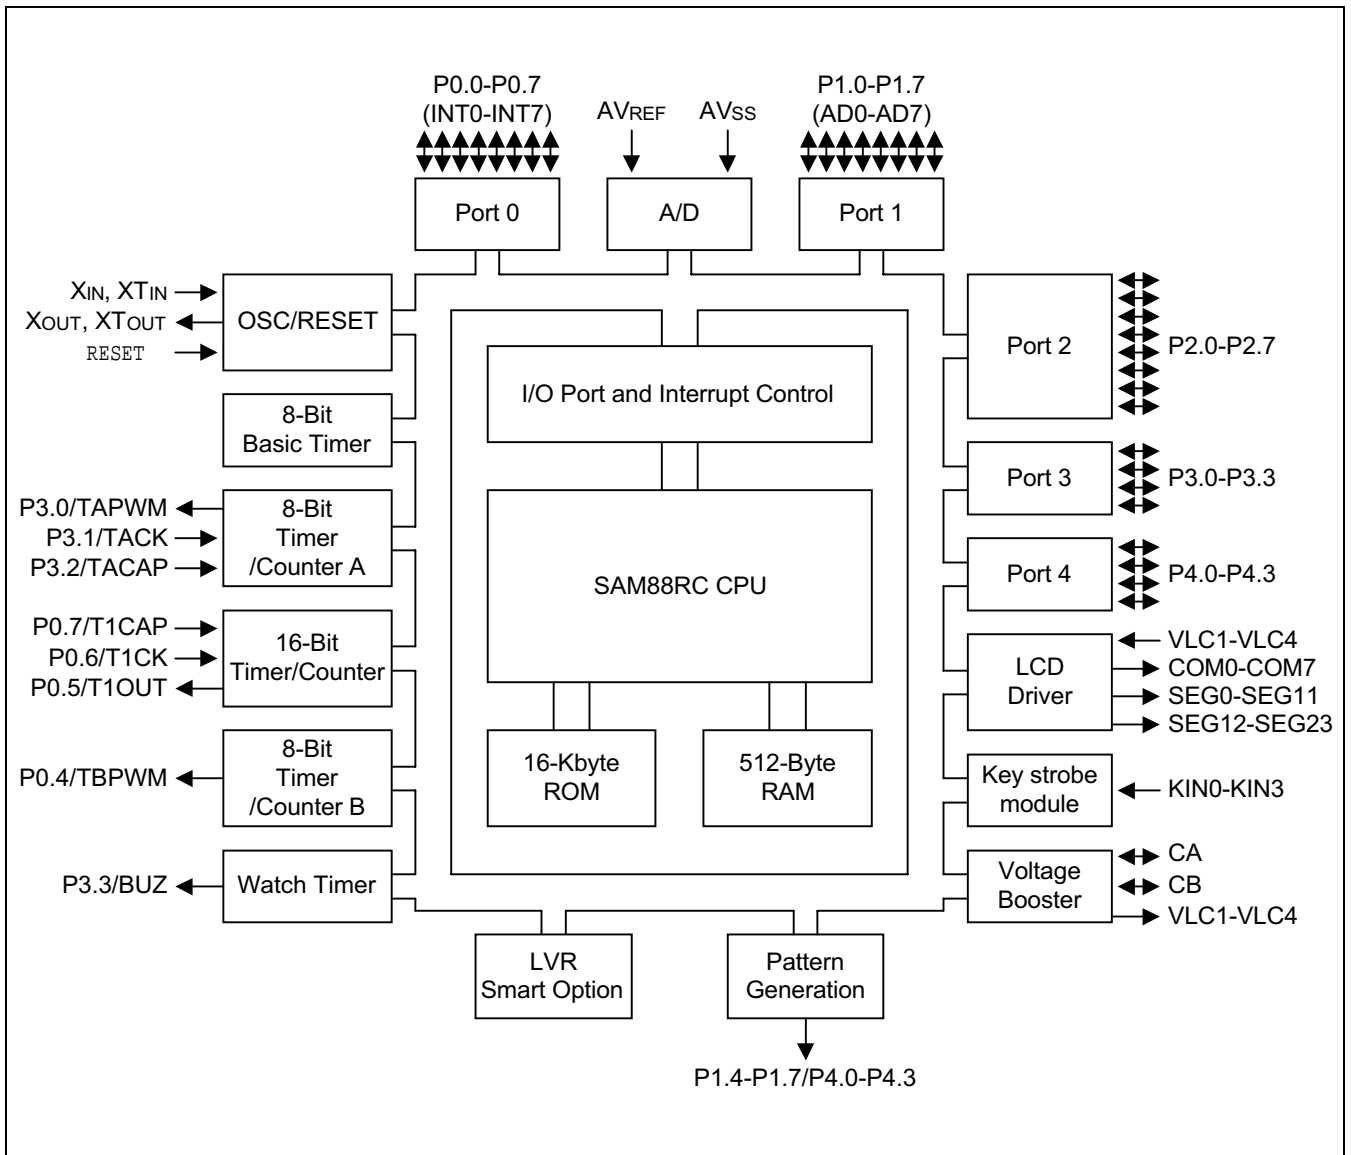 P0.0-P0.7
(INT0-INT7)
AVREF
AVSS
P1.0-P1.7
(AD0-AD7)
Port 0
A/D
Port 1
XIN, XTIN
XOUT, XTOUT
RESET
OSC/RESET
Port 2
P2.0-P2.7
I/O Port and Interrupt Control
8-Bit
Basic Timer
Port 3
P3.0-P3.3
P3.0/TAPWM
P3.1/TACK
P3.2/TACAP
8-Bit
Timer
/Counter A
SAM88RC CPU
Port 4
P4.0-P4.3
P0.7/T1CAP
P0.6/T1CK
P0.5/T1OUT
16-Bit
Timer/Counter
LCD
Driver
VLC1-VLC4
COM0-COM7
SEG0-SEG11
SEG12-SEG23
P0.4/TBPWM
8-Bit
Timer
/Counter B
16-Kbyte
ROM
512-Byte
RAM
Key strobe
module
KIN0-KIN3
P3.3/BUZ
Watch Timer
Voltage
Booster
CA
CB
VLC1-VLC4
LVR
Smart Option
Pattern
Generation
P1.4-P1.7/P4.0-P4.3